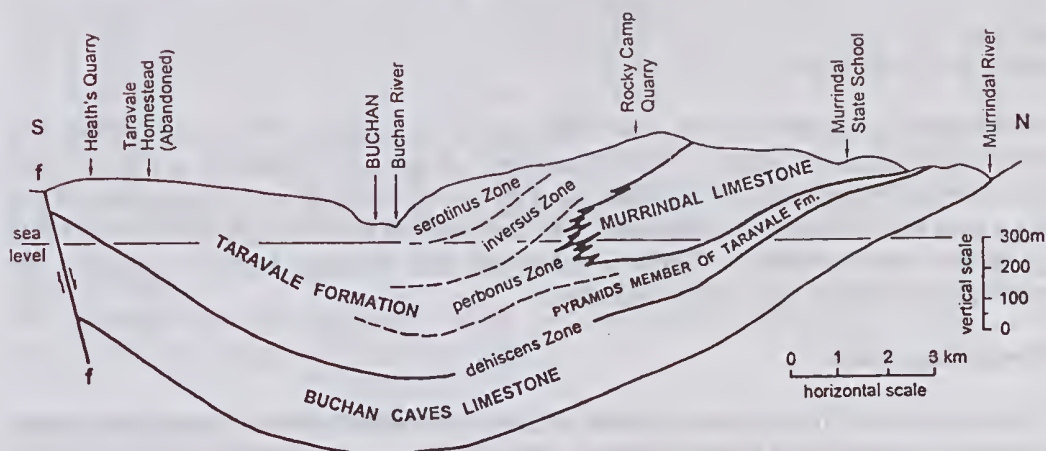 S
f
Heath's Quarry
Taravale
Homestead
(Abandoned)
BUCHAN
Buchan River
Rocky Camp
Quarry
Murrindal
State School
Murrindal River
N
sea
level
serotinus Zone
inversus Zone
MURRINDAL LIMESTONE
TARAVALE FORMATION
perbonus Zone
PYRAMIDS MEMBER OF TARAVALE Fm.
dehiscens Zone
BUCHAN CAVES LIMESTONE
f
300m
200
100
0
vertical scale
0 1 2 3 km
horizontal scale